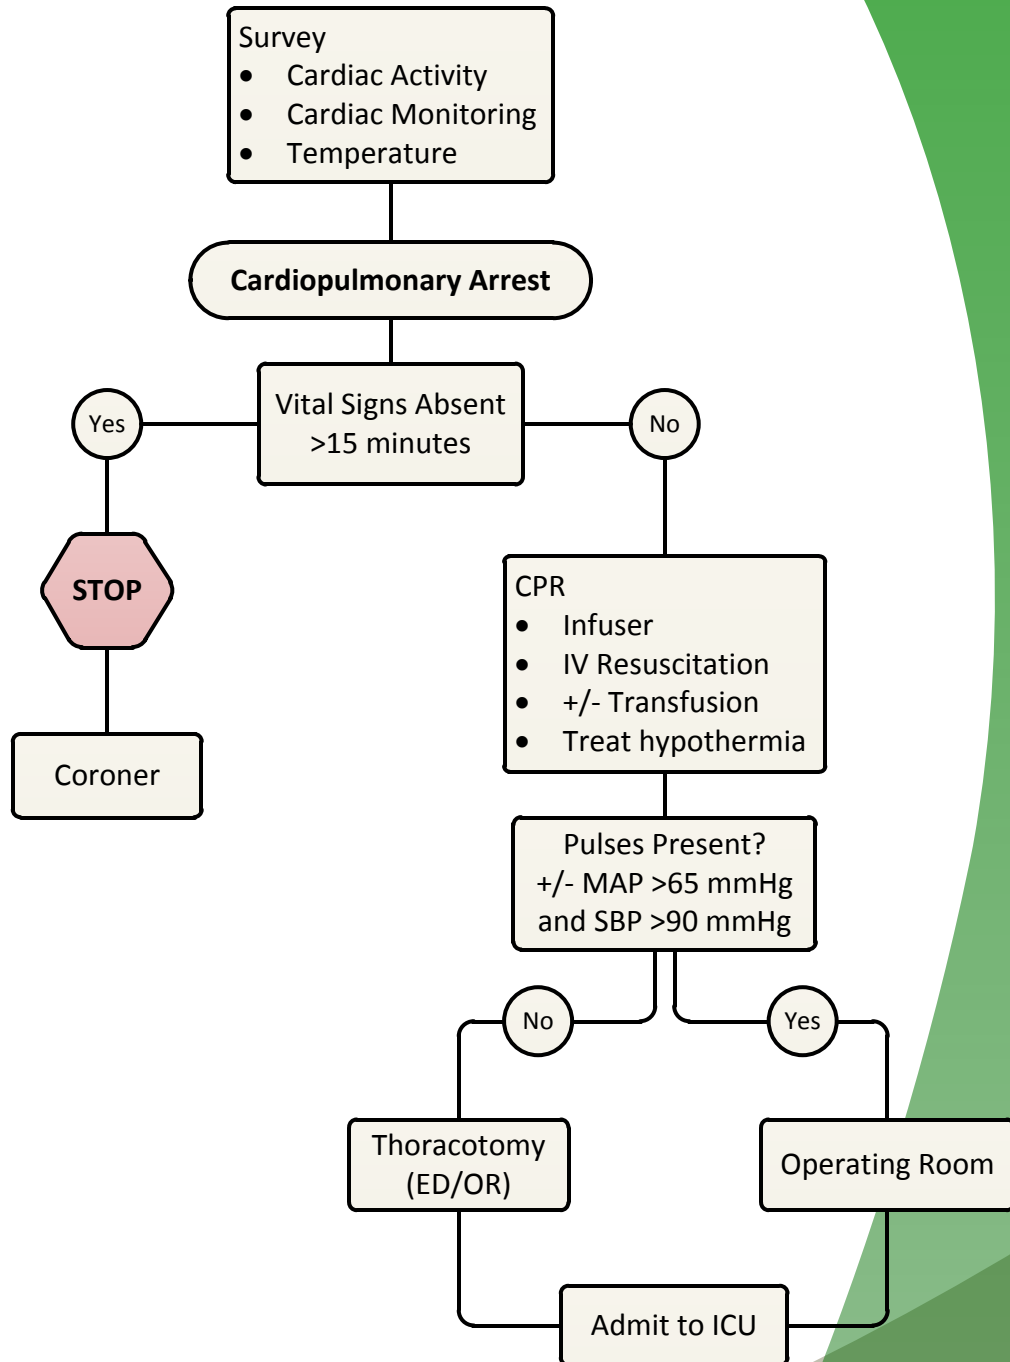 Survey
• Cardiac Activity
• Cardiac Monitoring
• Temperature
Cardiopulmonary Arrest
Vital Signs Absent
>15 minutes
Yes
No
STOP
Coroner
CPR
• Infuser
• IV Resuscitation
• +/- Transfusion
• Treat hypothermia
Pulses Present?
+/- MAP >65 mmHg
and SBP >90 mmHg
No
Yes
Thoracotomy
(ED/OR)
Operating Room
Admit to ICU